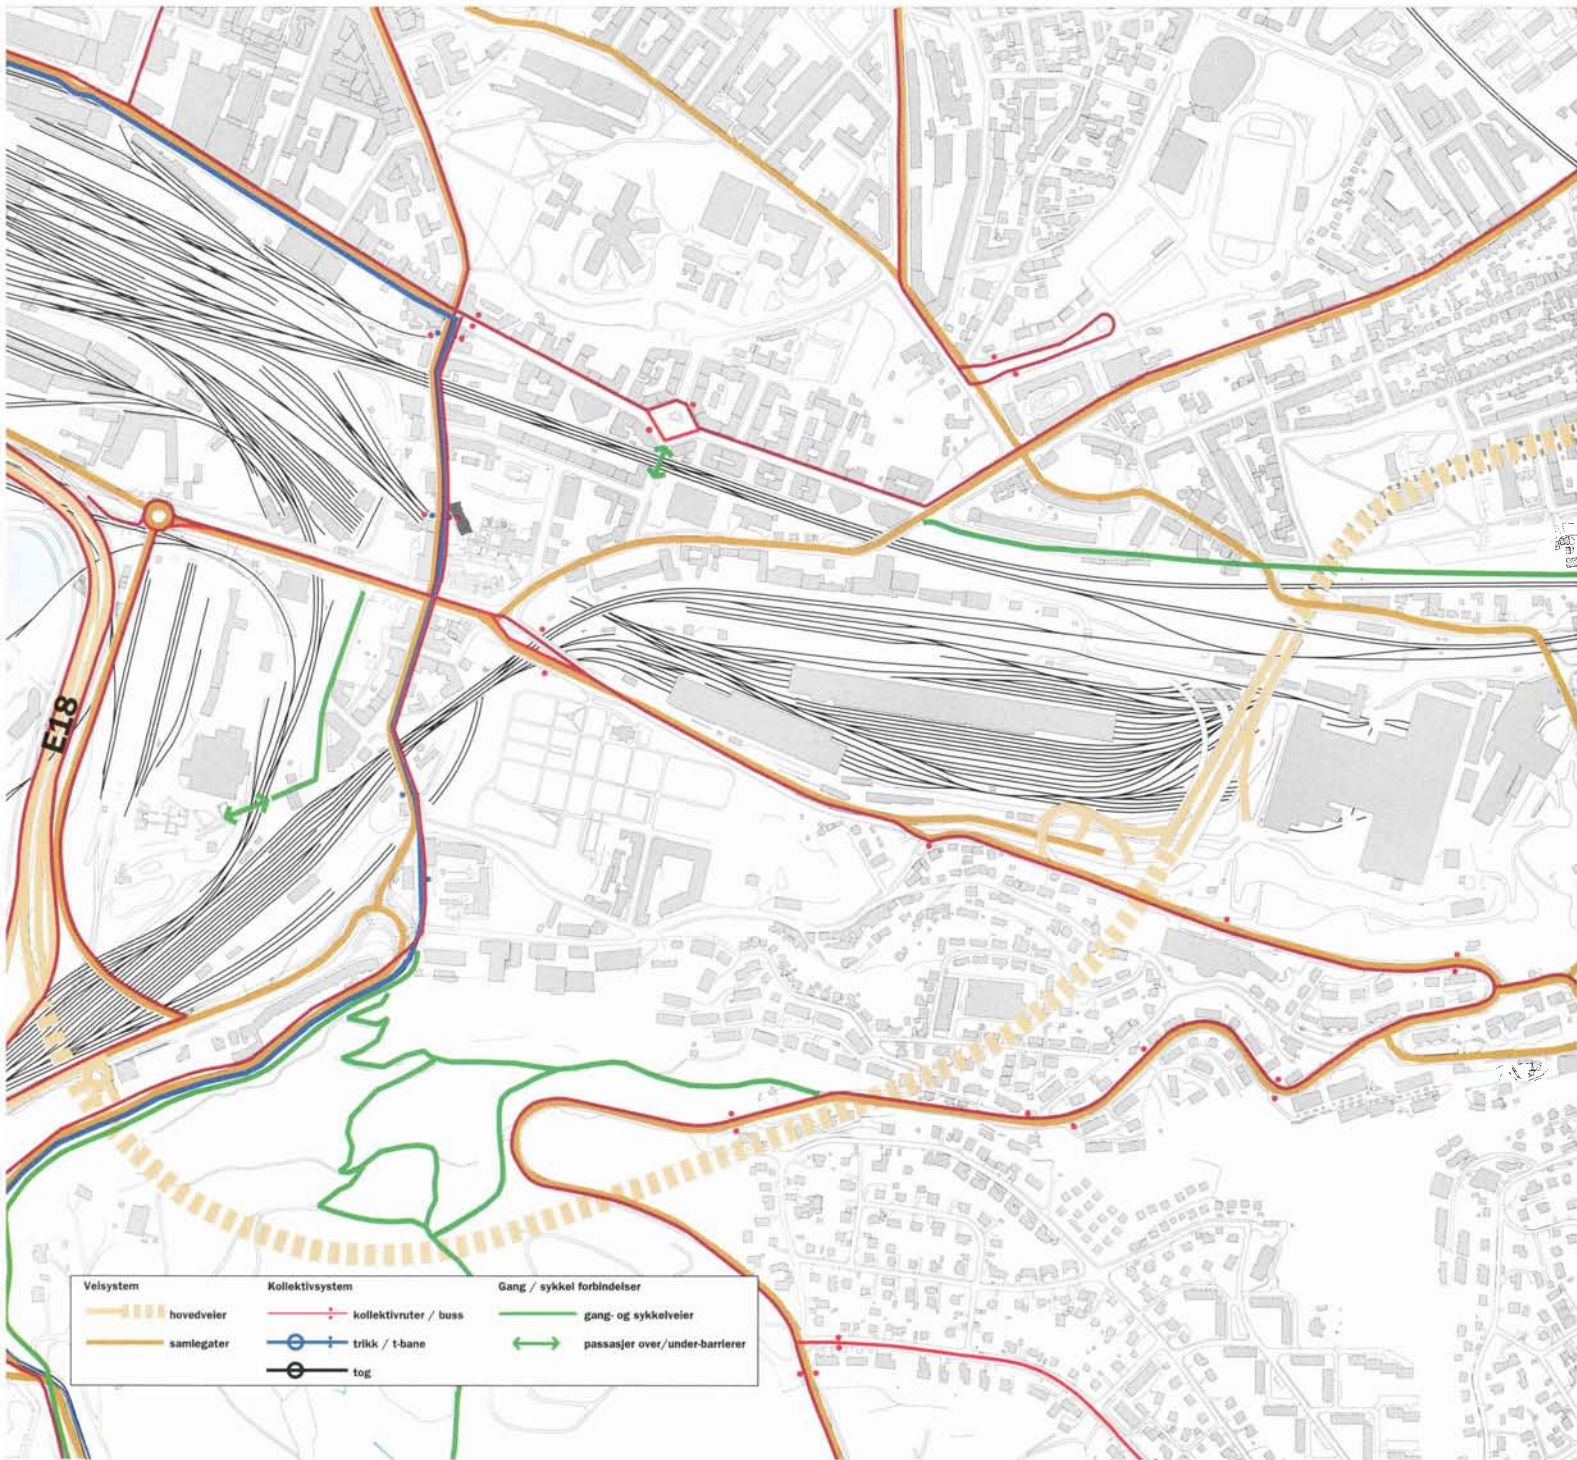 E18
Veisystem
hovedveier
samlegater
Kollektivsystem
kollektivruter / buss
trikk / t-bane
tog
Gang / sykkel forbindelser
gang- og sykkelveier
passasjer over/under-barrierer